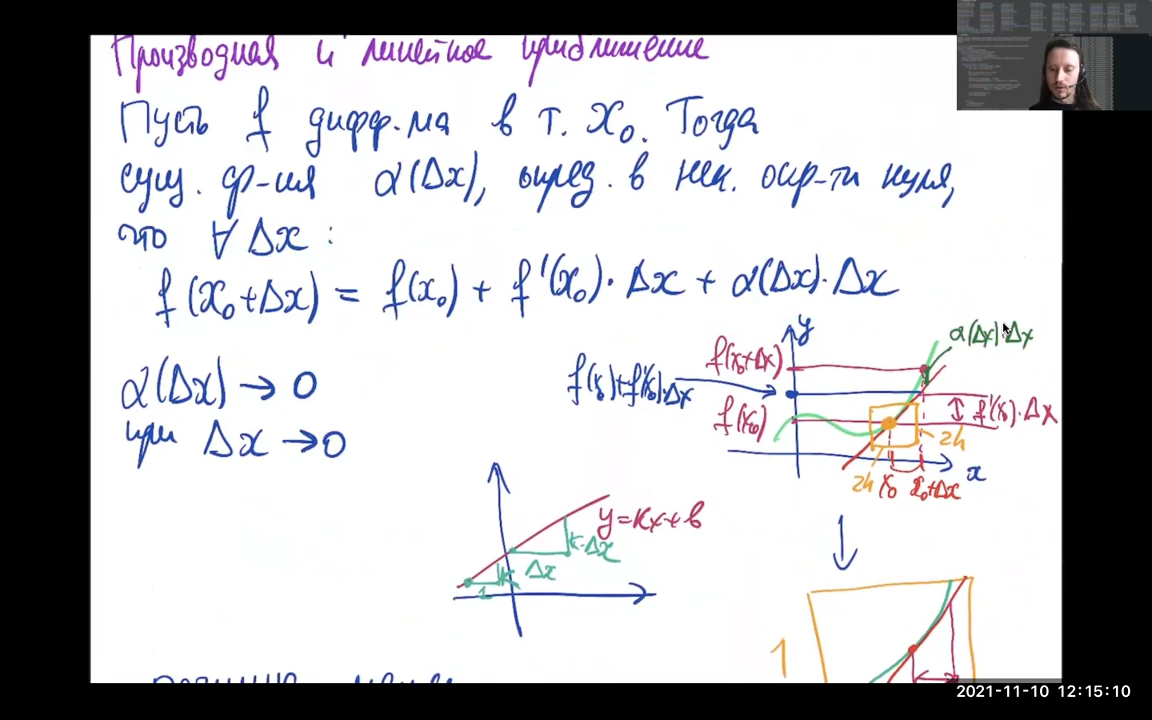 Производная и линейное приближение
Пусть f дифф.-ма в т. x₀. Тогда
сущ. ф-ия α(Δx), опред. в нек. окр-ти нуля,
что ∀ Δx :
f(x₀+Δx) = f(x₀) + f'(x₀)·Δx + α(Δx)·Δx
α(Δx) → 0
при Δx → 0
y
α(Δx)·Δx
f(x₀+Δx)
f(x₀)+f'(x₀)·Δx
f(x₀)
f'(x₀)·Δx
2h
x
2h
x₀
x₀+Δx
y=kx+b
k·Δx
Δx
k
1
1
2021-11-10 12:15:10